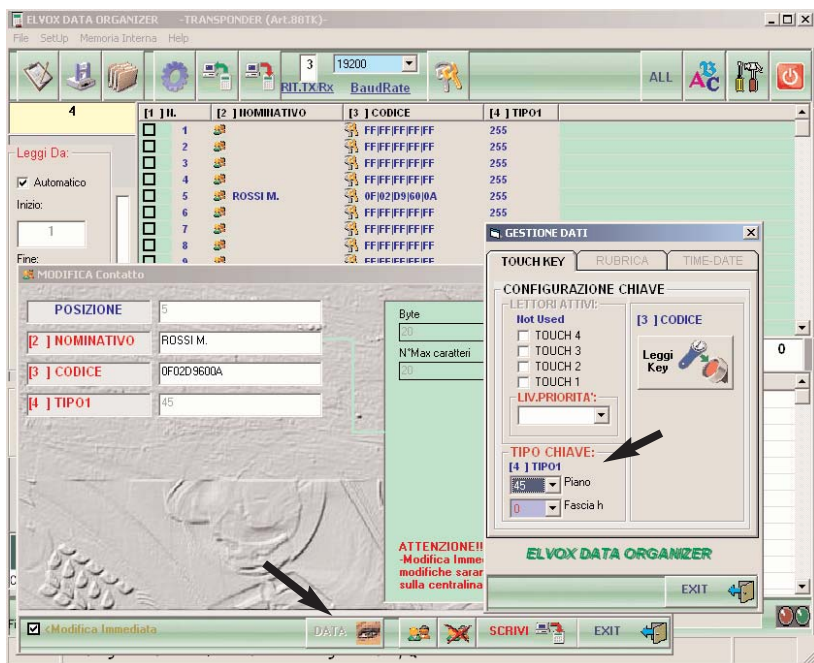 ELVOX DATA ORGANIZER -TRANSPONDER (Art.88TK)-
File SetUp Memoria Interna Help
3 19200
RIT.TX/Rx BaudRate
ALL
4
[1 ] N. [2 ] NOMINATIVO [3 ] CODICE [4 ] TIPO1
1 FF|FF|FF|FF|FF 255
2 FF|FF|FF|FF|FF 255
3 FF|FF|FF|FF|FF 255
4 FF|FF|FF|FF|FF 255
5 ROSSI M. 0F|02|D9|60|0A 255
6 FF|FF|FF|FF|FF 255
7 FF|FF|FF|FF|FF
8 FF|FF|FF|FF|FF
9 FF|FF|FF|FF|FF
Leggi Da:
Automatico
Inizio:
1
Fine:
MODIFICA Contatto
POSIZIONE 5
[2 ] NOMINATIVO ROSSI M.
[3 ] CODICE 0F02D9600A
[4 ] TIPO1 45
Byte
20
N°Max caratteri
20
ATTENZIONE!!
-Modifica Imme
modifiche sarar
sulla centralina
<Modifica Immediata
DATA
SCRIVI
EXIT
GESTIONE DATI
TOUCH KEY RUBRICA TIME-DATE
CONFIGURAZIONE CHIAVE
LETTORI ATTIVI:
Not Used
TOUCH 4
TOUCH 3
TOUCH 2
TOUCH 1
LIV.PRIORITA':
[3 ] CODICE
Leggi
Key
TIPO CHIAVE:
[4 ] TIPO1
45 Piano
0 Fascia h
ELVOX DATA ORGANIZER
EXIT
0